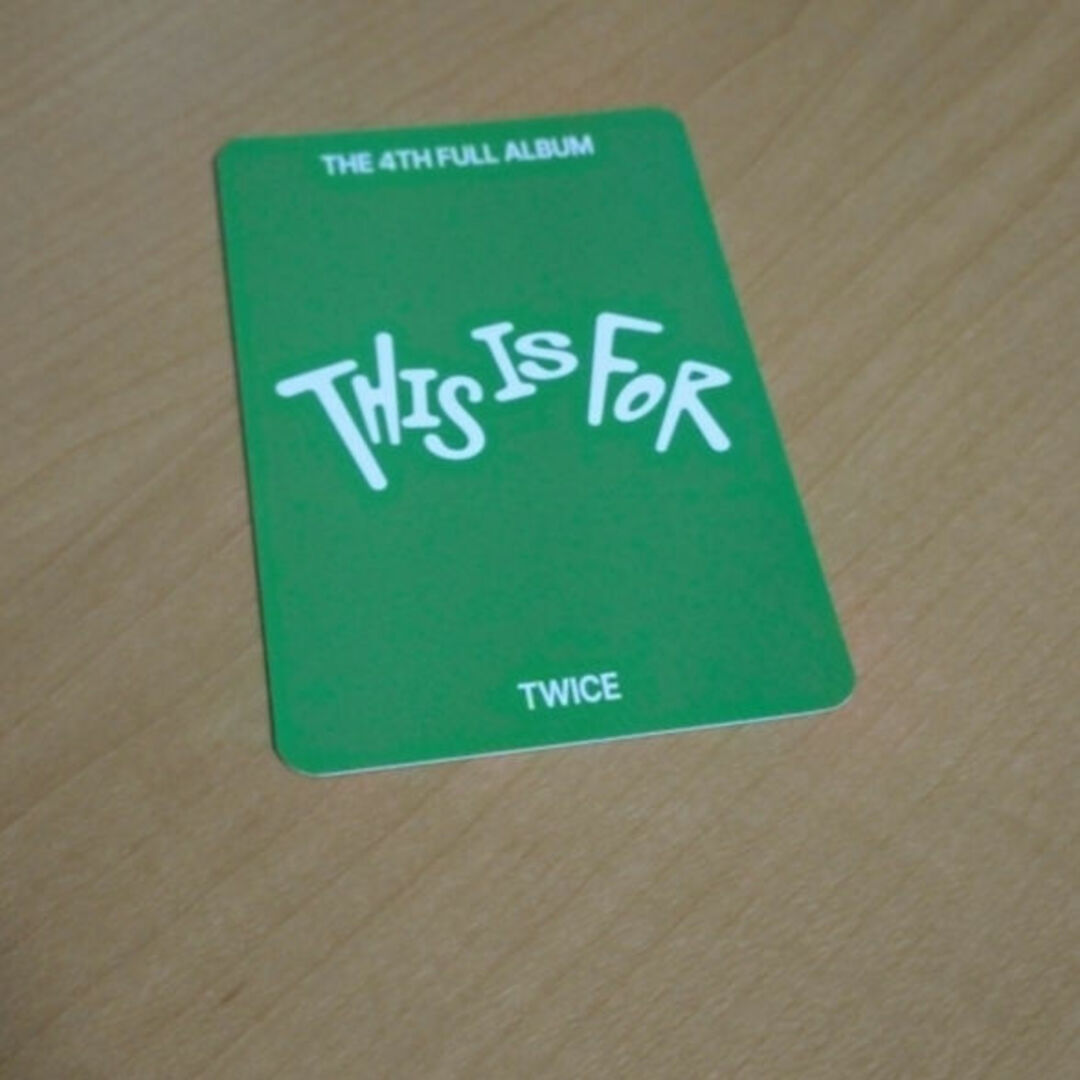 THE 4TH FULL ALBUM
THIS IS FOR
TWICE